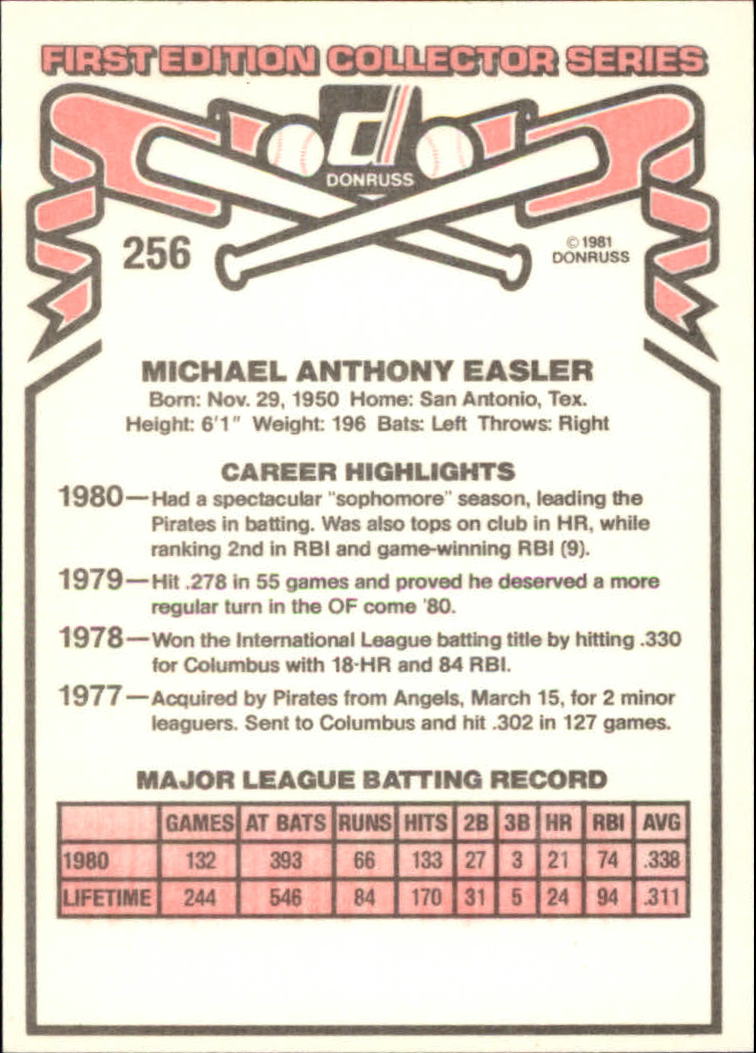 FIRST EDITION COLLECTOR SERIES
d
DONRUSS
256
© 1981
DONRUSS
MICHAEL ANTHONY EASLER
Born: Nov. 29, 1950 Home: San Antonio, Tex.
Height: 6'1" Weight: 196 Bats: Left Throws: Right
CAREER HIGHLIGHTS
1980—Had a spectacular "sophomore" season, leading the
Pirates in batting. Was also tops on club in HR, while
ranking 2nd in RBI and game-winning RBI (9).
1979—Hit .278 in 55 games and proved he deserved a more
regular turn in the OF come '80.
1978—Won the International League batting title by hitting .330
for Columbus with 18-HR and 84 RBI.
1977—Acquired by Pirates from Angels, March 15, for 2 minor
leaguers. Sent to Columbus and hit .302 in 127 games.
MAJOR LEAGUE BATTING RECORD
GAMES AT BATS RUNS HITS 2B 3B HR RBI AVG
1980 132 393 66 133 27 3 21 74 .338
LIFETIME 244 546 84 170 31 5 24 94 .311